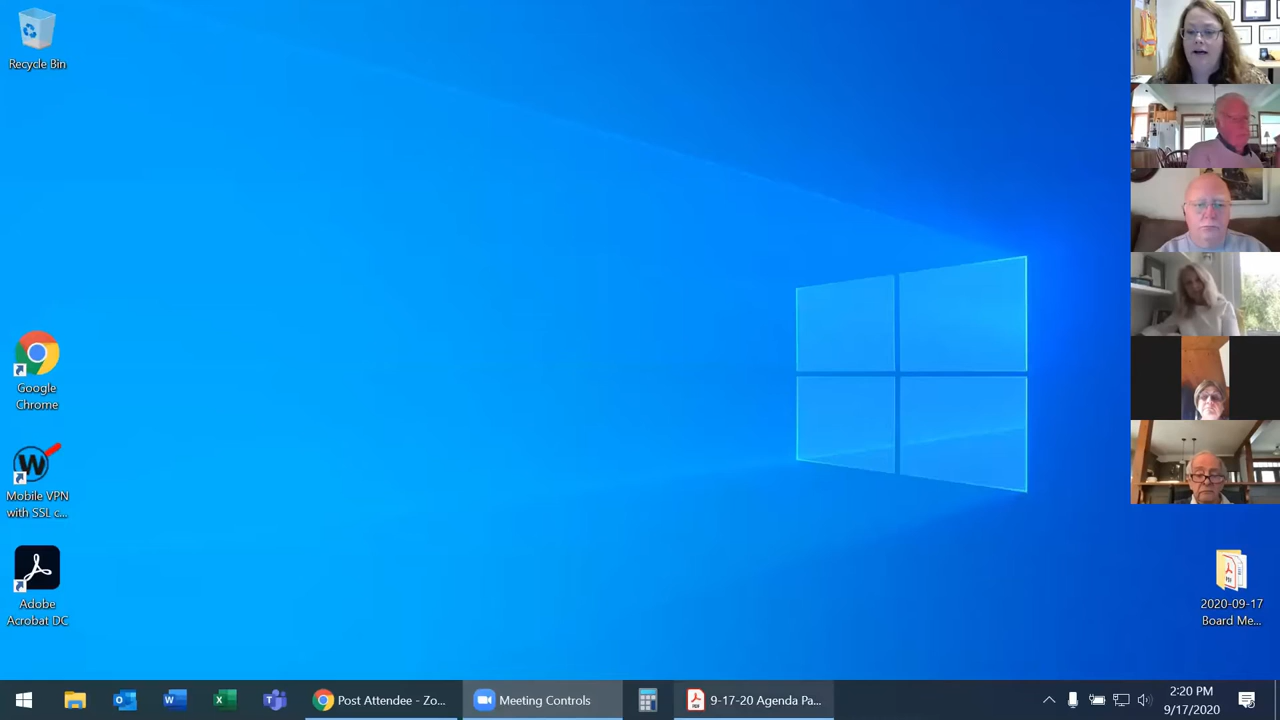 Recycle Bin
Google
Chrome
W
Mobile VPN
with SSL c...
Adobe
Acrobat DC
2020-09-17
Board Me...
Post Attendee - Zo...
Meeting Controls
9-17-20 Agenda Pa...
2:20 PM
9/17/2020